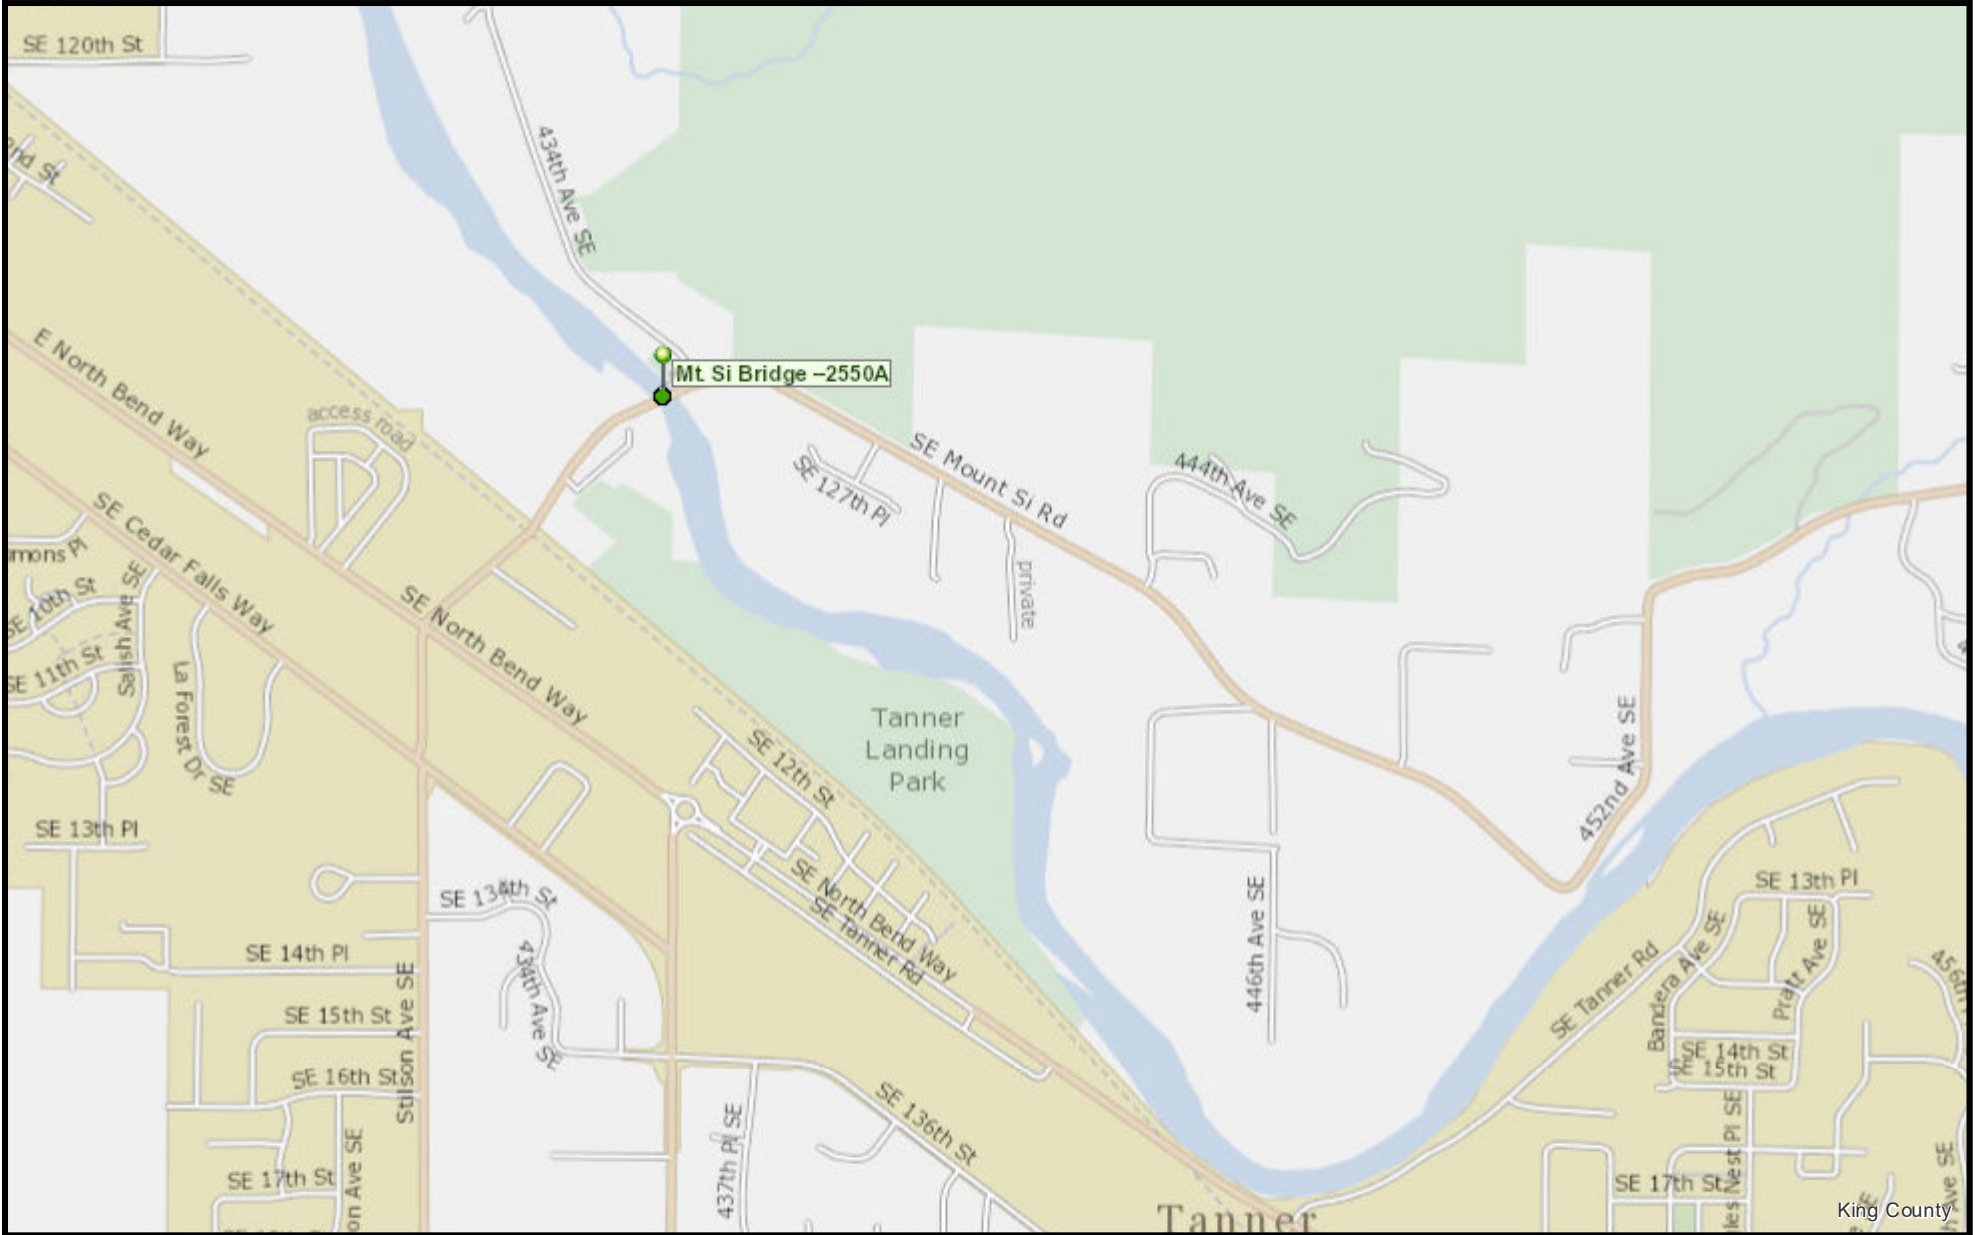 SE 120th St
434th Ave SE
E North Bend Way
access road
Mt Si Bridge –2550A
SE Mount Si Rd
SE 127th Pl
private
444th Ave SE
SE Cedar Falls Way
SE North Bend Way
SE 10th St
SE 11th St
Salish Ave SE
La Forest Dr SE
Tanner
Landing
Park
SE 12th St
452nd Ave SE
SE 13th Pl
SE 134th St
434th Ave SE
SE North Bend Way
SE Tanner Rd
446th Ave SE
SE 13th Pl
SE Tanner Rd
Bandera Ave SE
Pratt Ave SE
SE 14th Pl
SE 15th St
SE 16th St
Stilson Ave SE
SE 14th St
SE 15th St
SE 136th St
437th Pl SE
SE 17th St
SE 17th St
Tanner
King County